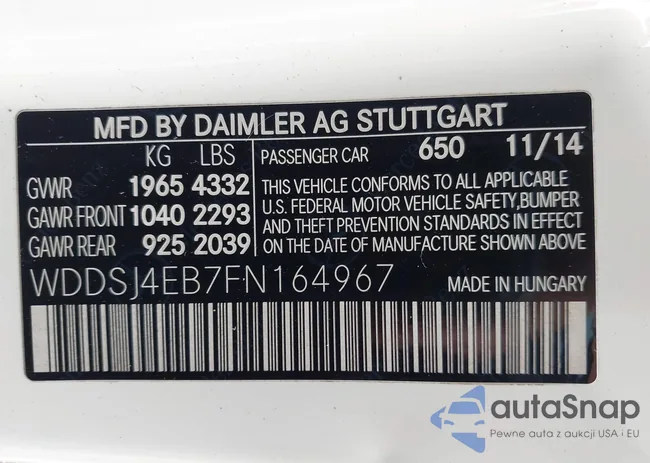 MFD BY DAIMLER AG STUTTGART
KG LBS
GVWR 1965 4332
GAWR FRONT 1040 2293
GAWR REAR 925 2039
PASSENGER CAR 650 11/14
THIS VEHICLE CONFORMS TO ALL APPLICABLE
U.S. FEDERAL MOTOR VEHICLE SAFETY,BUMPER
AND THEFT PREVENTION STANDARDS IN EFFECT
ON THE DATE OF MANUFACTURE SHOWN ABOVE
WDDSJ4EB7FN164967 MADE IN HUNGARY
autaSnap
Pewne auta z aukcji USA i EU